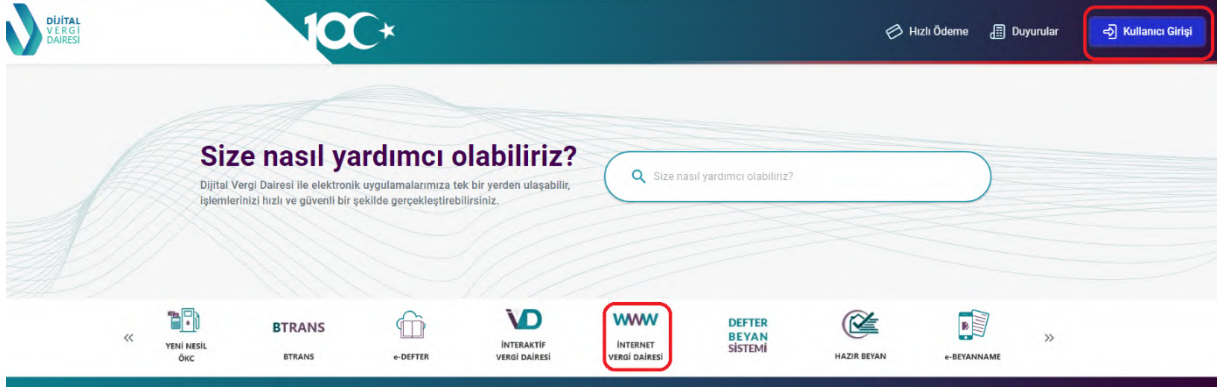 DİJİTAL
VERGİ
DAİRESİ
100
Hızlı Ödeme
Duyurular
Kullanıcı Girişi
Size nasıl yardımcı olabiliriz?
Dijital Vergi Dairesi ile elektronik uygulamalarımıza tek bir yerden ulaşabilir,
işlemlerinizi hızlı ve güvenli bir şekilde gerçekleştirebilirsiniz.
Size nasıl yardımcı olabiliriz?
«
YENİ NESİL
ÖKC
BTRANS
BTRANS
e-DEFTER
İVD
İNTERAKTİF
VERGİ DAİRESİ
WWW
İNTERNET
VERGİ DAİRESİ
DEFTER
BEYAN
SİSTEMİ
HAZIR BEYAN
e-BEYANNAME
»